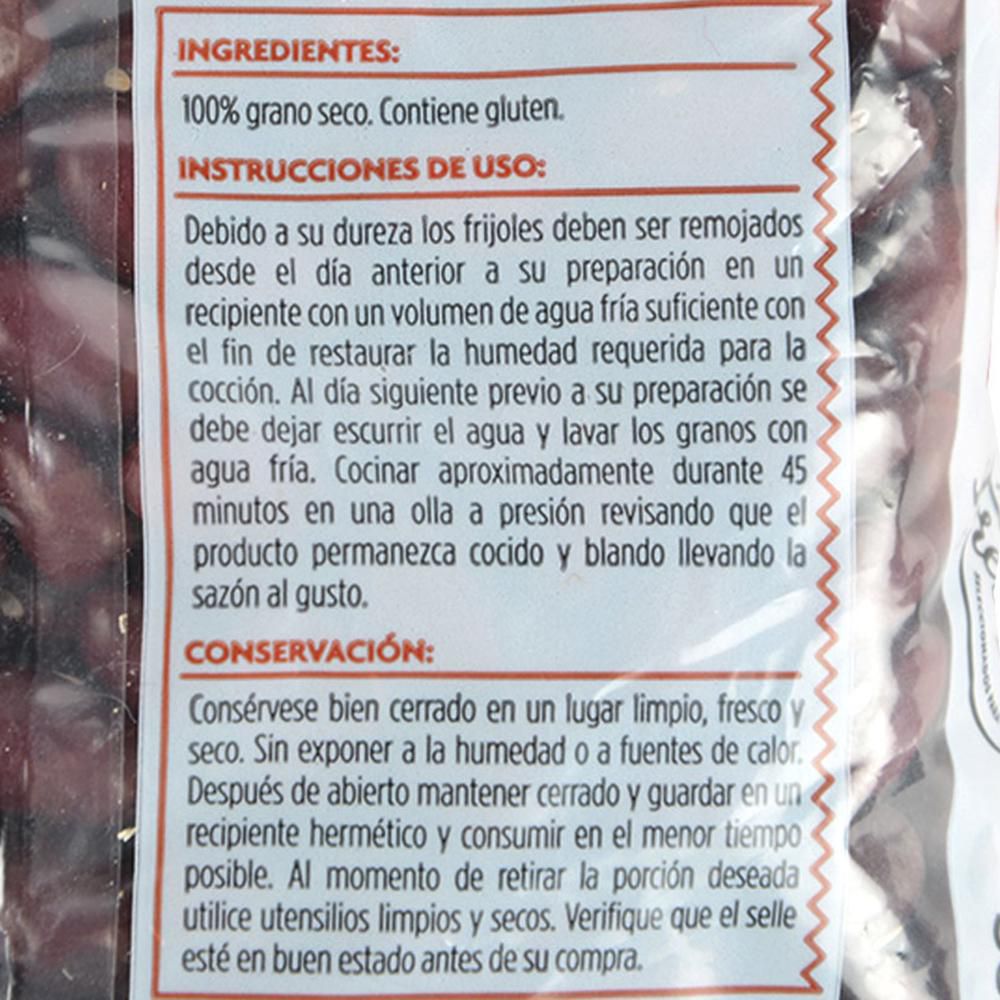 INGREDIENTES:
100% grano seco. Contiene gluten.
INSTRUCCIONES DE USO:
Debido a su dureza los frijoles deben ser remojados
desde el día anterior a su preparación en un
recipiente con un volumen de agua fría suficiente con
el fin de restaurar la humedad requerida para la
cocción. Al día siguiente previo a su preparación se
debe dejar escurrir el agua y lavar los granos con
agua fría. Cocinar aproximadamente durante 45
minutos en una olla a presión revisando que el
producto permanezca cocido y blando llevando la
sazón al gusto.
CONSERVACIÓN:
Consérvese bien cerrado en un lugar limpio, fresco y
seco. Sin exponer a la humedad o a fuentes de calor.
Después de abierto mantener cerrado y guardar en un
recipiente hermético y consumir en el menor tiempo
posible. Al momento de retirar la porción deseada
utilice utensilios limpios y secos. Verifique que el selle
esté en buen estado antes de su compra.